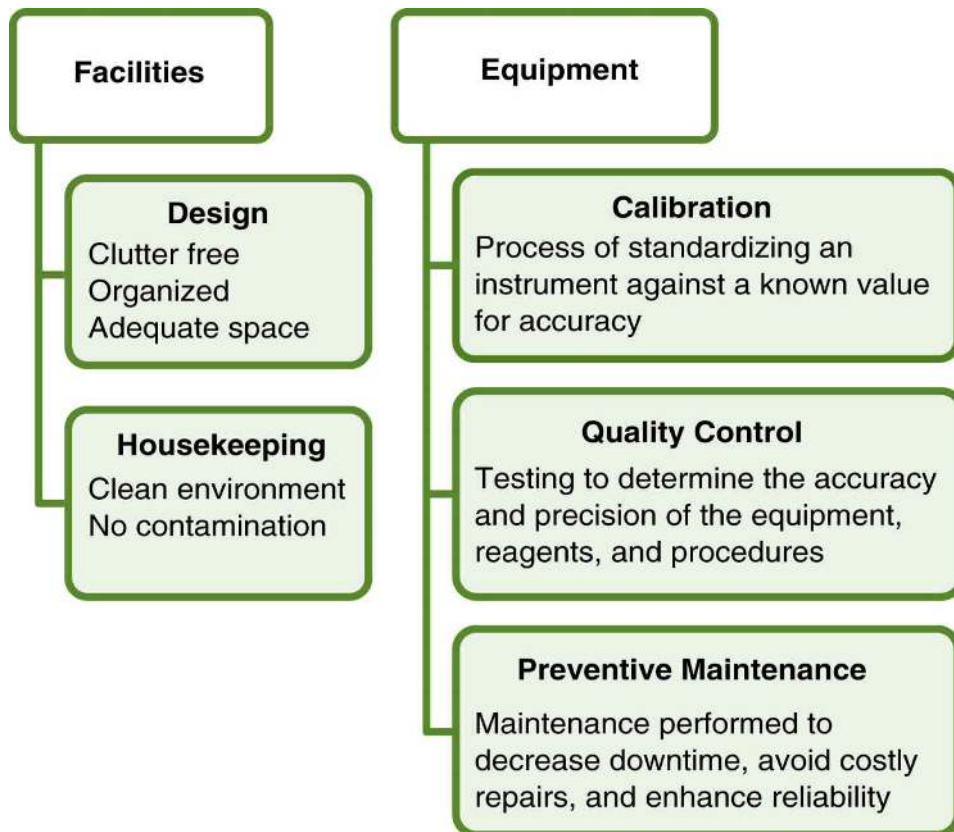 Facilities
Design
Clutter free
Organized
Adequate space
Housekeeping
Clean environment
No contamination
Equipment
Calibration
Process of standardizing an
instrument against a known value
for accuracy
Quality Control
Testing to determine the accuracy
and precision of the equipment,
reagents, and procedures
Preventive Maintenance
Maintenance performed to
decrease downtime, avoid costly
repairs, and enhance reliability